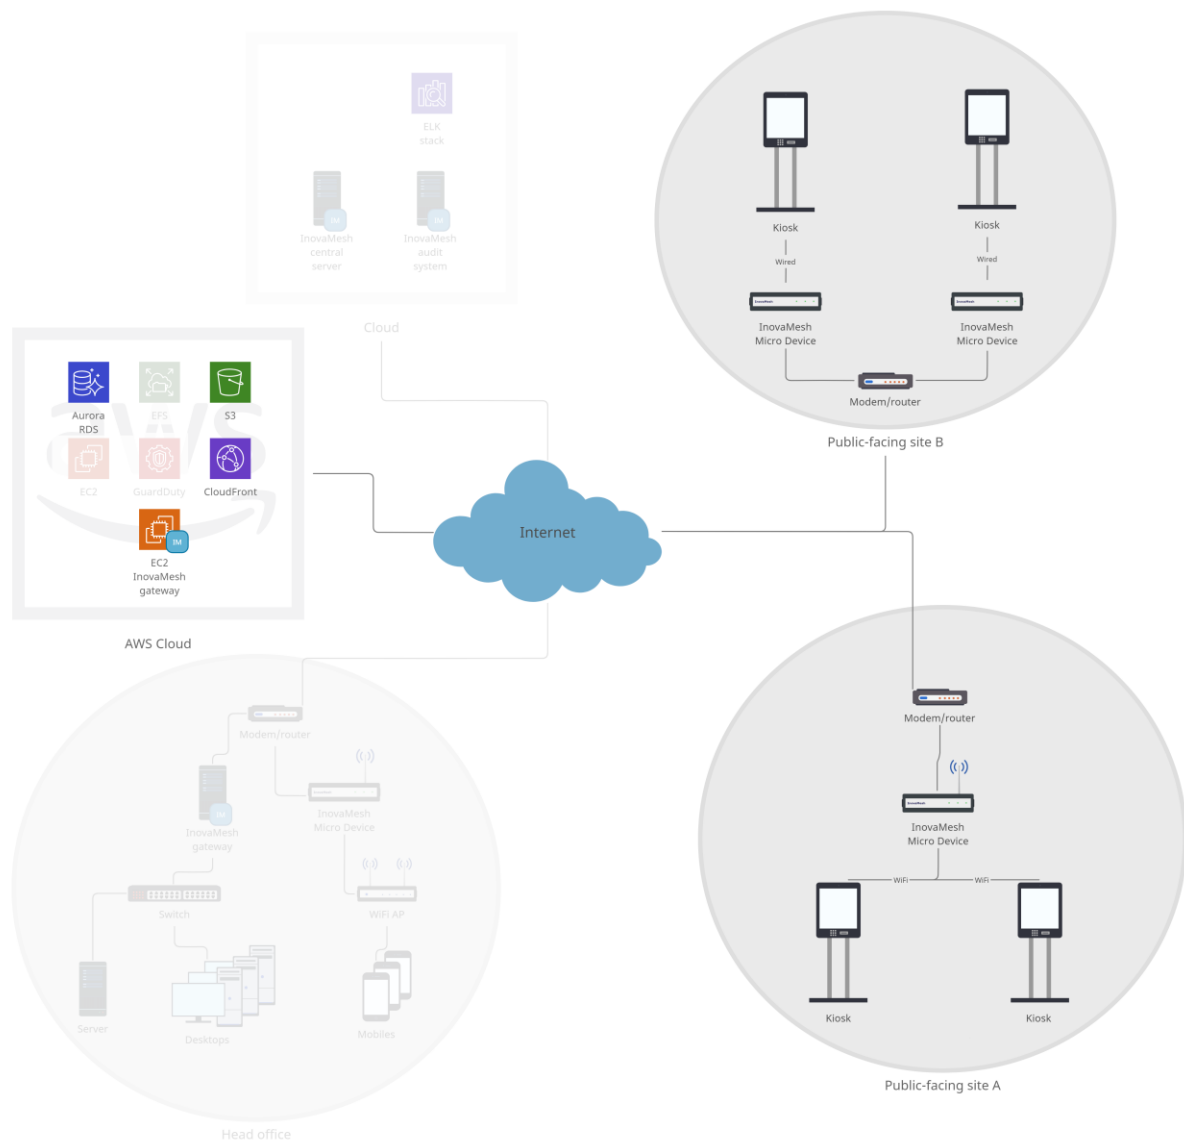 ELK
stack
InovaMesh
central
server
InovaMesh
audit
system
Cloud
Kiosk
Kiosk
Wired
Wired
InovaMesh
Micro Device
InovaMesh
Micro Device
Modem/router
Public-facing site B
aws
Aurora
RDS
EFS
S3
EC2
GuardDuty
CloudFront
IM
EC2
InovaMesh
gateway
AWS Cloud
Internet
Modem/router
InovaMesh
Micro Device
IM
InovaMesh
gateway
Switch
WiFi AP
Server
Desktops
Mobiles
Head office
Modem/router
InovaMesh
Micro Device
WiFi
WiFi
Kiosk
Kiosk
Public-facing site A